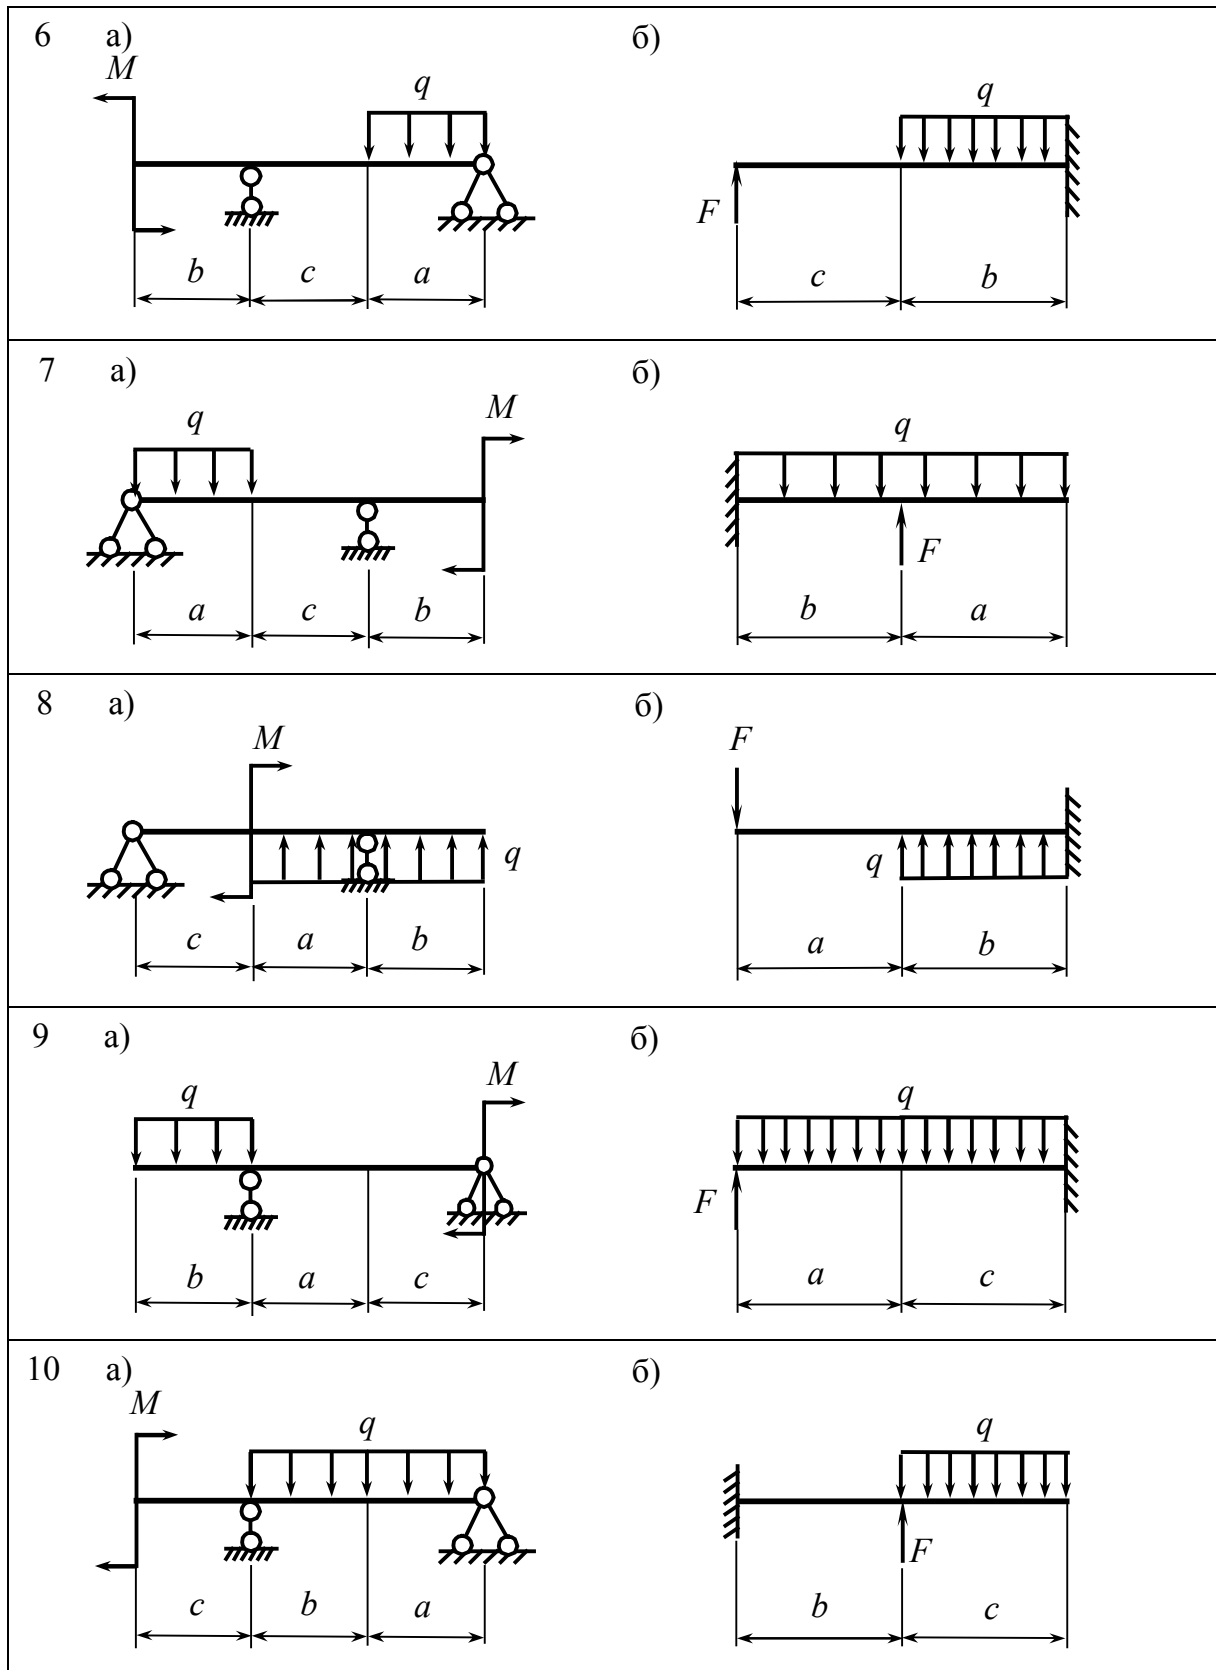 6 а) б)
M q q
F
b c a c b
7 а) б)
q M q
F
a c b b a
8 а) б)
M F
q q
c a b a b
9 а) б)
q M q
F
b a c a c
10 а) б)
M q q
F
c b a b c